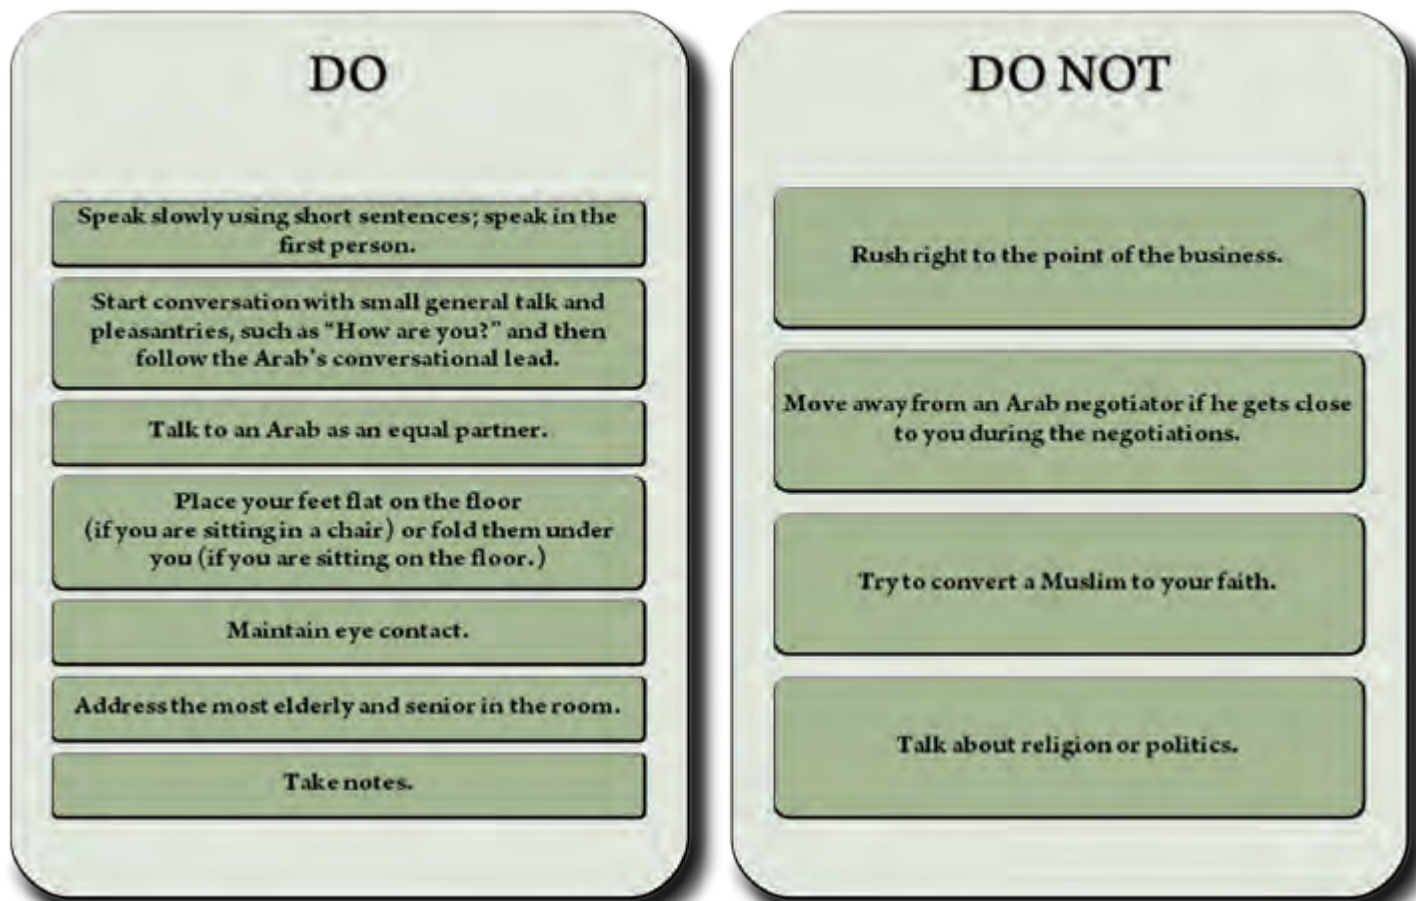 DO
Speak slowly using short sentences; speak in the
first person.
Start conversation with small general talk and
pleasantries, such as “How are you?” and then
follow the Arab’s conversational lead.
Talk to an Arab as an equal partner.
Place your feet flat on the floor
(if you are sitting in a chair) or fold them under
you (if you are sitting on the floor.)
Maintain eye contact.
Address the most elderly and senior in the room.
Take notes.
DO NOT
Rush right to the point of the business.
Move away from an Arab negotiator if he gets close
to you during the negotiations.
Try to convert a Muslim to your faith.
Talk about religion or politics.